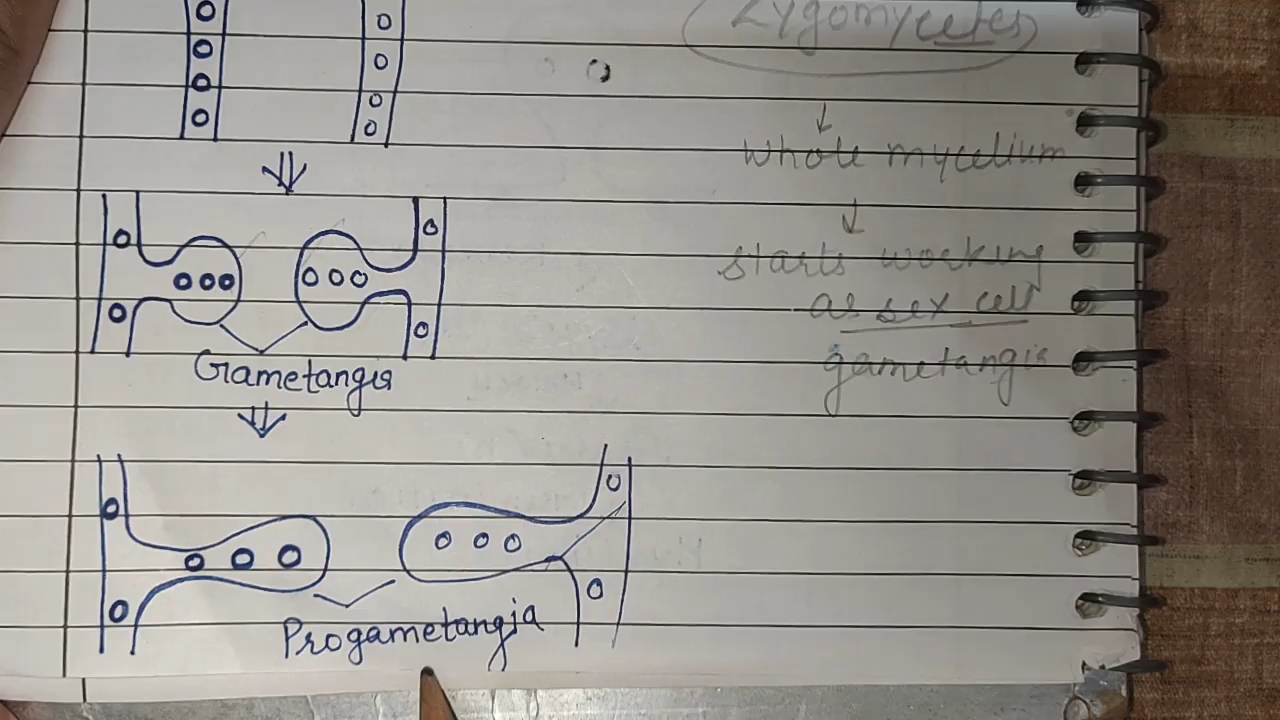 Zygomycetes
whole mycelium
starts working
as sex cell
gametangia
Gametangia
Progametangia